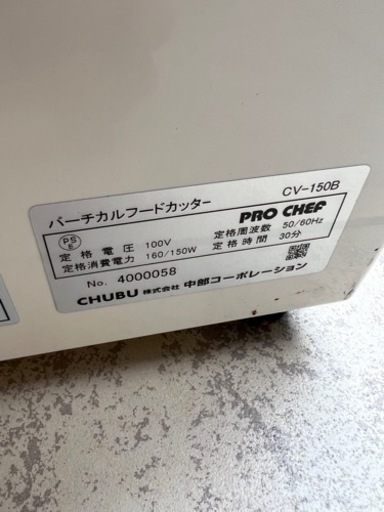 バーチカルフードカッター CV-150B
PS E PRO CHEF
定格電圧 100V 定格周波数 50/60Hz
定格消費電力 160/150W 定格時間 30分
No. 4000058
CHUBU 株式会社 中部コーポレーション